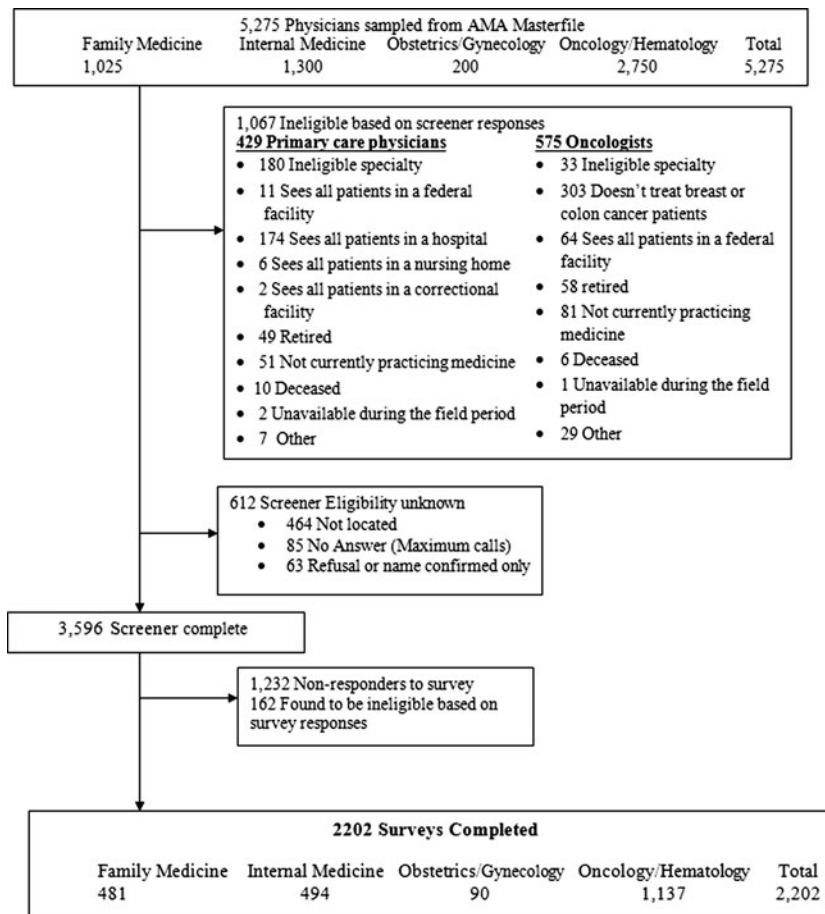 5,275 Physicians sampled from AMA Masterfile
Family Medicine Internal Medicine Obstetrics/Gynecology Oncology/Hematology Total
1,025 1,300 200 2,750 5,275
1,067 Ineligible based on screener responses
429 Primary care physicians
• 180 Ineligible specialty
• 11 Sees all patients in a federal
facility
• 174 Sees all patients in a hospital
• 6 Sees all patients in a nursing home
• 2 Sees all patients in a correctional
facility
• 49 Retired
• 51 Not currently practicing medicine
• 10 Deceased
• 2 Unavailable during the field period
• 7 Other
575 Oncologists
• 33 Ineligible specialty
• 303 Doesn't treat breast or
colon cancer patients
• 64 Sees all patients in a federal
facility
• 58 retired
• 81 Not currently practicing
medicine
• 6 Deceased
• 1 Unavailable during the field
period
• 29 Other
612 Screener Eligibility unknown
• 464 Not located
• 85 No Answer (Maximum calls)
• 63 Refusal or name confirmed only
3,596 Screener complete
1,232 Non-responders to survey
162 Found to be ineligible based on
survey responses
2202 Surveys Completed
Family Medicine Internal Medicine Obstetrics/Gynecology Oncology/Hematology Total
481 494 90 1,137 2,202